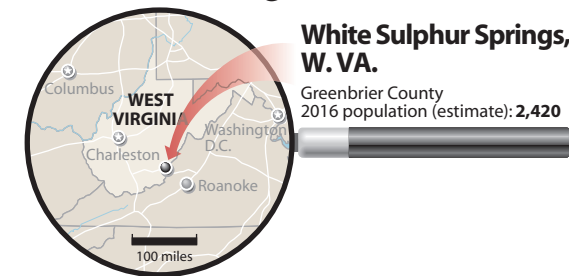 White Sulphur Springs,
W. VA.
Greenbrier County
2016 population (estimate): 2,420
Columbus
WEST
VIRGINIA
Washington
D.C.
Charleston
Roanoke
100 miles